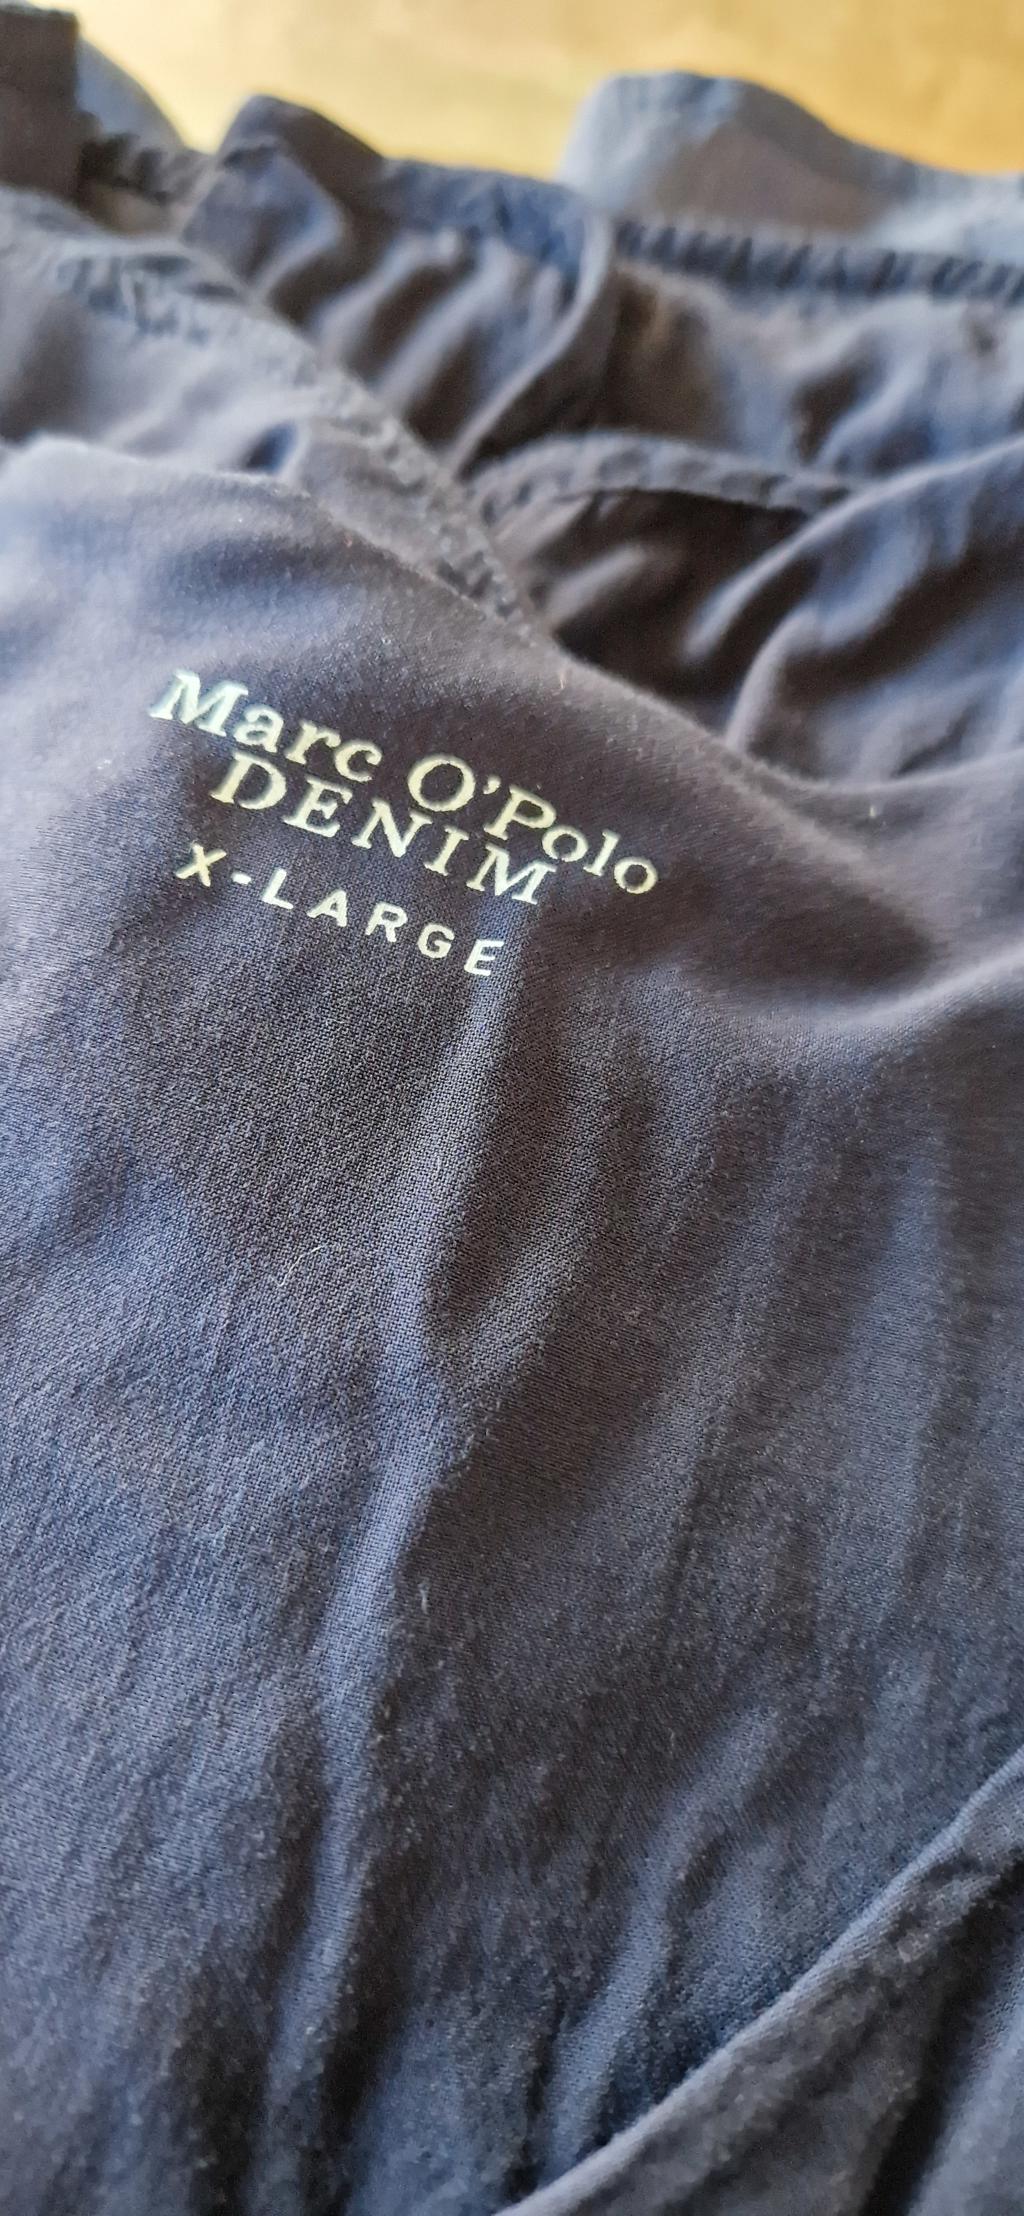 Marc O'Polo
DENIM
X-LARGE